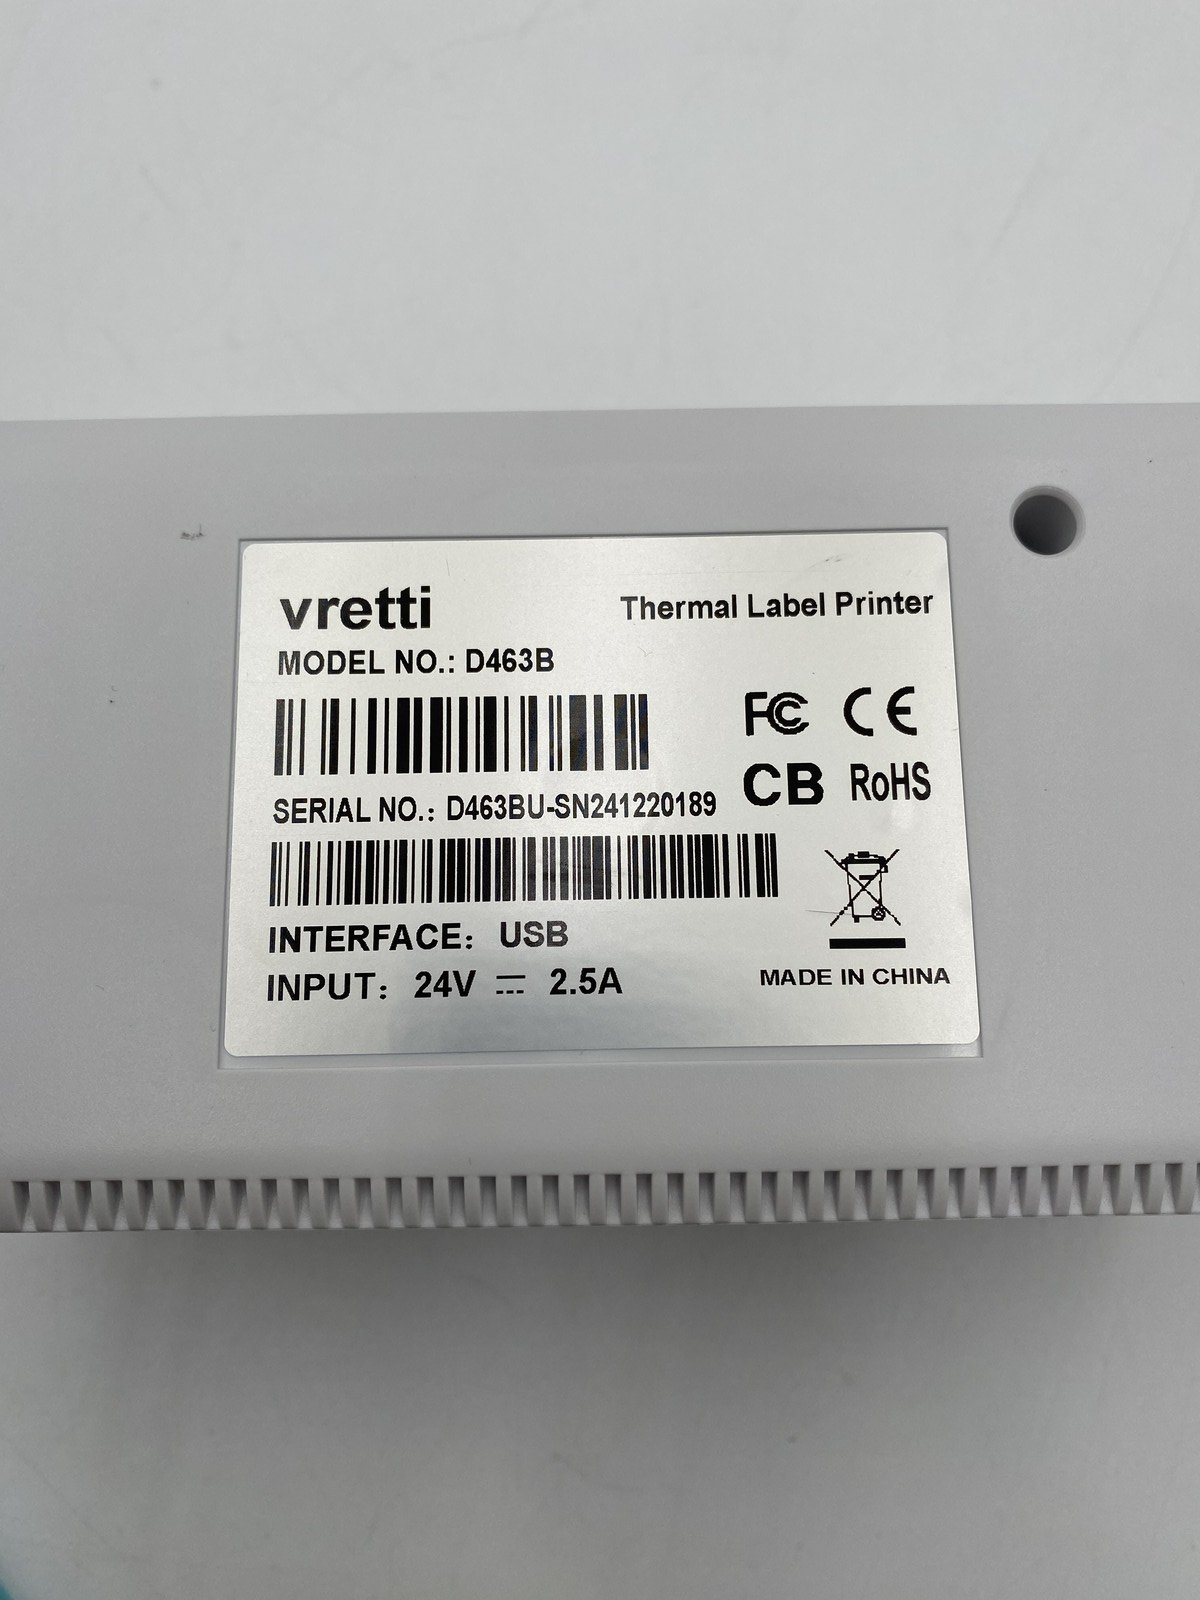 vretti
Thermal Label Printer
MODEL NO.: D463B
FC CE
SERIAL NO.: D463BU-SN241220189
CB RoHS
INTERFACE: USB
INPUT: 24V ⎓ 2.5A
MADE IN CHINA